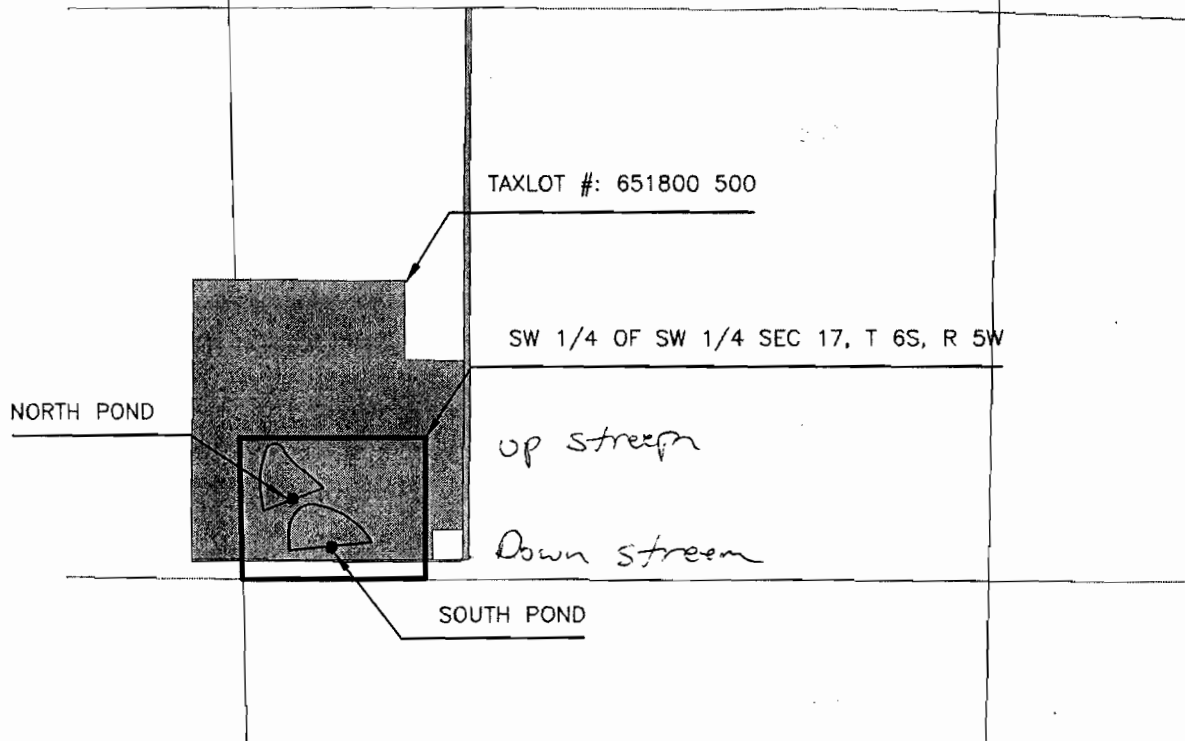 TAXLOT #: 651800 500
SW 1/4 OF SW 1/4 SEC 17, T 6S, R 5W
NORTH POND
up streem
Down streem
SOUTH POND